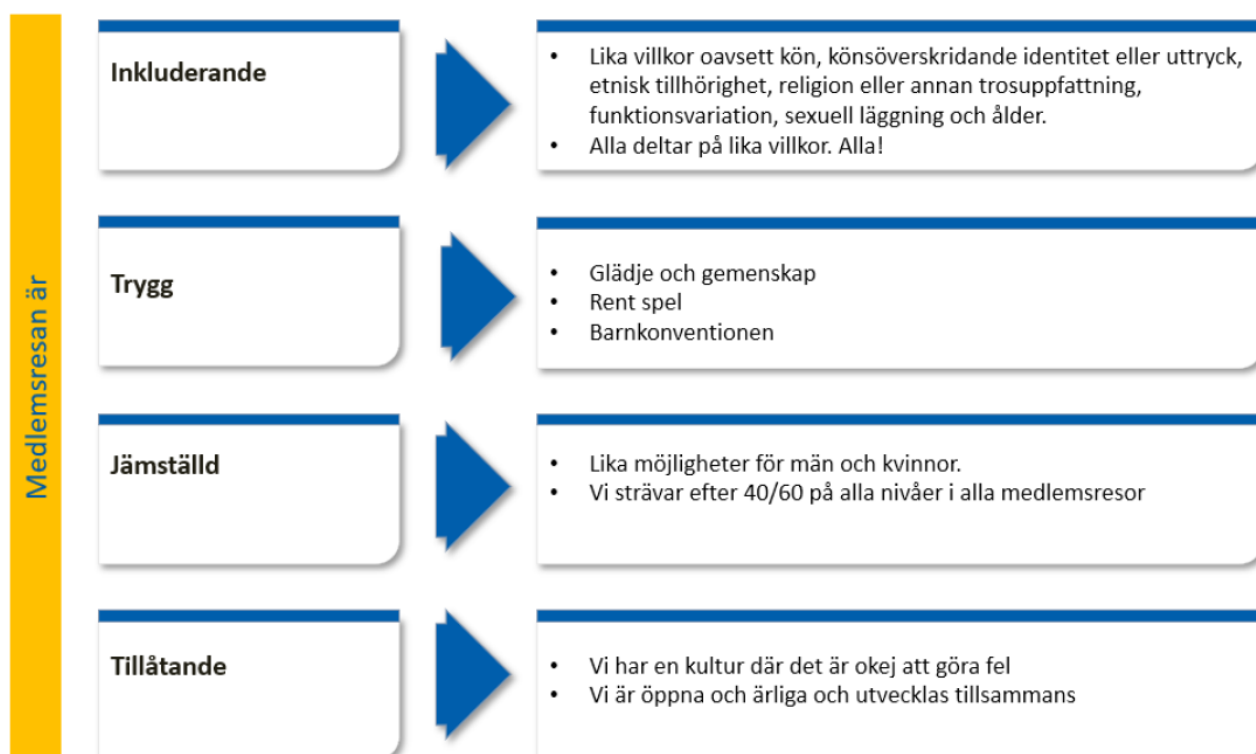 Medlemsresan är
Inkluderande
• Lika villkor oavsett kön, könsöverskridande identitet eller uttryck,
etnisk tillhörighet, religion eller annan trosuppfattning,
funktionsvariation, sexuell läggning och ålder.
• Alla deltar på lika villkor. Alla!
Trygg
• Glädje och gemenskap
• Rent spel
• Barnkonventionen
Jämställd
• Lika möjligheter för män och kvinnor.
• Vi strävar efter 40/60 på alla nivåer i alla medlemsresor
Tillåtande
• Vi har en kultur där det är okej att göra fel
• Vi är öppna och ärliga och utvecklas tillsammans